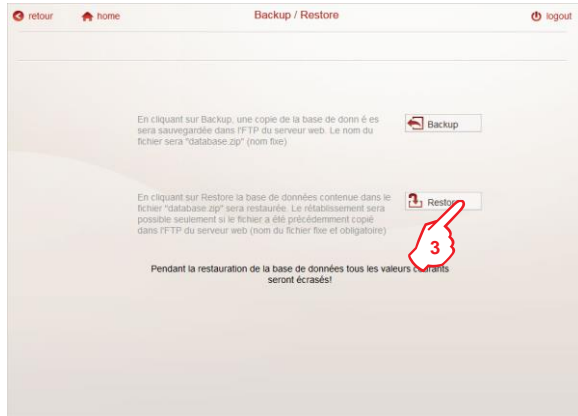 retour
home
Backup / Restore
logout
En cliquant sur Backup, une copie de la base de donn é es
sera sauvegardée dans l'FTP du serveur web. Le nom du
fichier sera "database.zip" (nom fixe)
Backup
En cliquant sur Restore la base de données contenue dans le
fichier "database.zip" sera restaurée. Le rétablissement sera
possible seulement si le fichier a été précédemment copié
dans l'FTP du serveur web (nom du fichier fixe et obligatoire)
Restore
3
Pendant la restauration de la base de données tous les valeurs courants
seront écrasés!